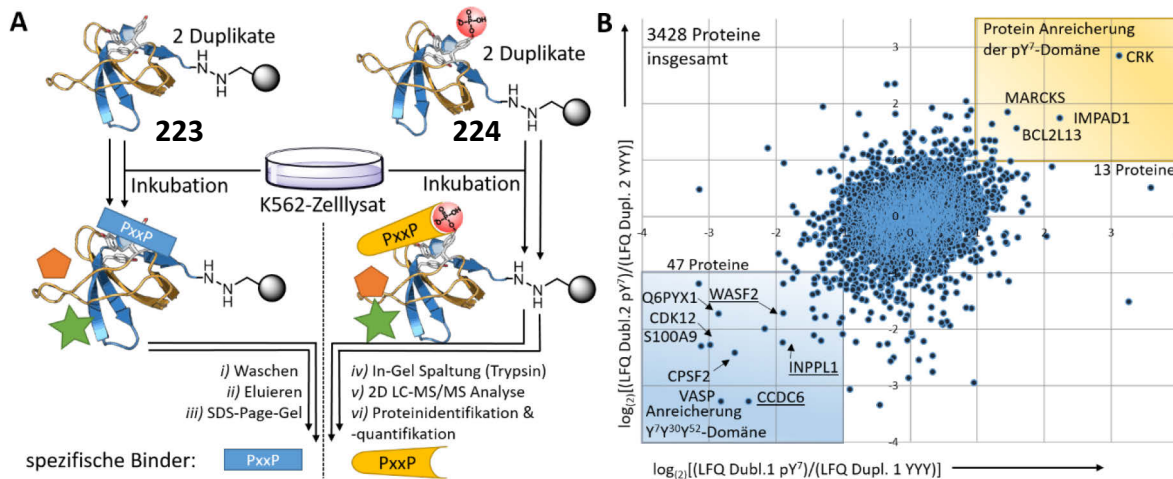 A
2 Duplikate
223
N
H
H
N
P
O
OH
O-
O
2 Duplikate
224
H
N
N
H
Inkubation
Inkubation
K562-Zelllysat
PxxP
PxxP
H
N
N
H
H
N
N
H
i) Waschen
ii) Eluieren
iii) SDS-Page-Gel
iv) In-Gel Spaltung (Trypsin)
v) 2D LC-MS/MS Analyse
vi) Proteinidentifikation &
-quantifikation
spezifische Binder:
PxxP
PxxP
B
log(2)[(LFQ Dubl.2 pY⁷)/(LFQ Dupl. 2 YYY)]
3428 Proteine
insgesamt
Protein Anreicherung
der pY⁷-Domäne
CRK
MARCKS
IMPAD1
BCL2L13
13 Proteine
3
2
1
0
-4
-3
-2
-1
0
1
2
3
-2
-3
-4
47 Proteine
Q6PYX1
WASF2
CDK12
S100A9
INPPL1
CPSF2
VASP
CCDC6
Anreicherung
Y⁷Y³⁰Y⁵²-Domäne
log(2)[(LFQ Dubl.1 pY⁷)/(LFQ Dupl. 1 YYY)]